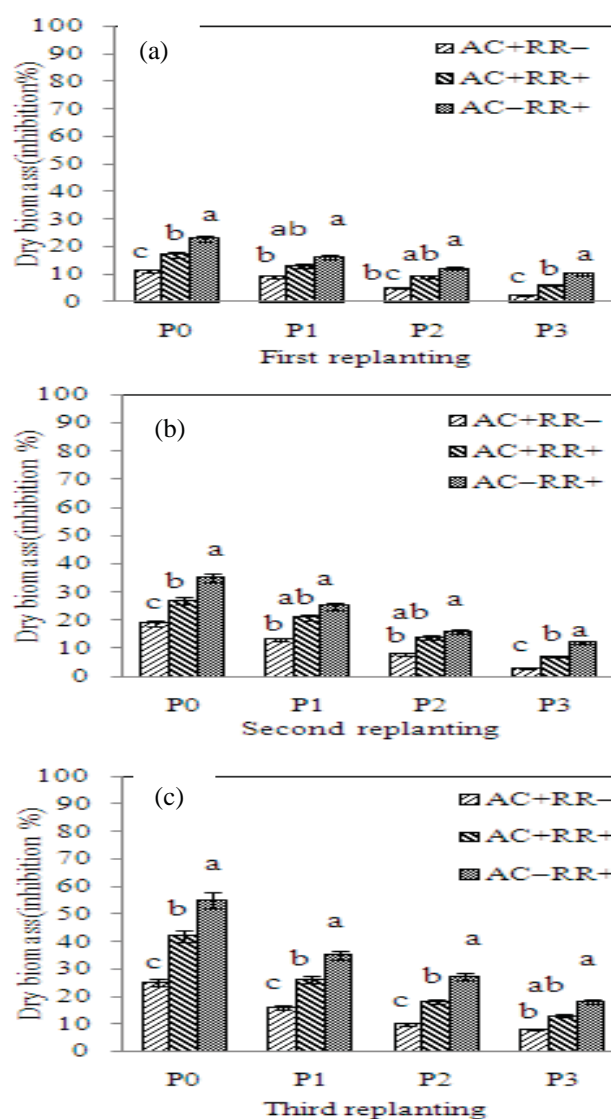 (a)
AC+RR−
AC+RR+
AC−RR+
Dry biomass(inhibition%)
100
90
80
70
60
50
40
30
20
10
0
c b a
b ab a
bc ab a
c b a
P0 P1 P2 P3
First replanting
(b)
AC+RR−
AC+RR+
AC−RR+
Dry biomass(inhibition %)
100
90
80
70
60
50
40
30
20
10
0
c b a
b ab a
b ab a
c b a
P0 P1 P2 P3
Second replanting
(c)
AC+RR−
AC+RR+
AC−RR+
Dry biomass(inhibition %)
100
90
80
70
60
50
40
30
20
10
0
c b a
c b a
c b a
b ab a
P0 P1 P2 P3
Third replanting